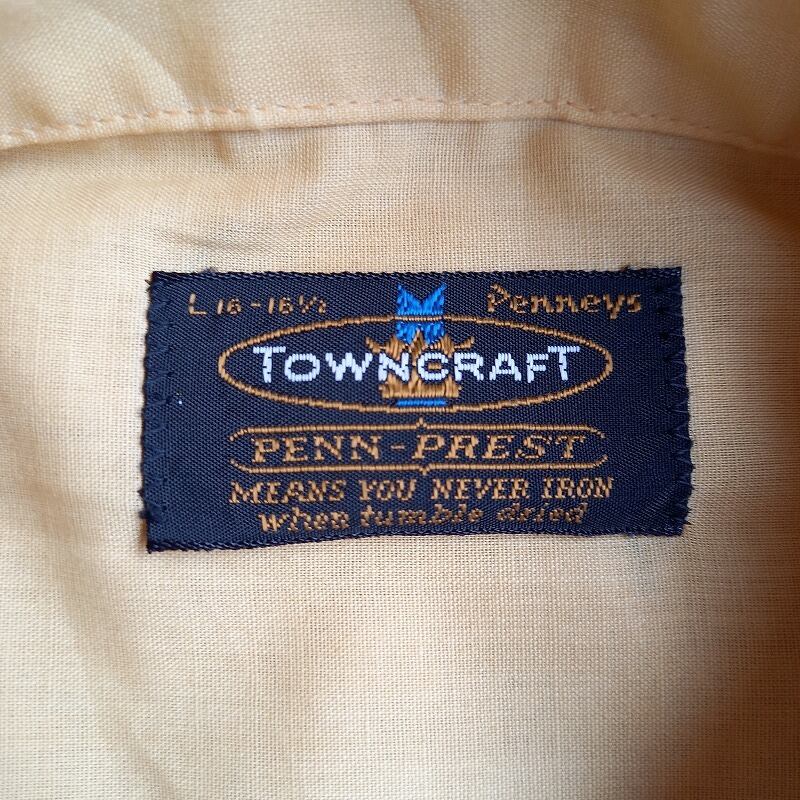 L 16-16½ Penneys
TOWNCRAFT
PENN-PREST
MEANS YOU NEVER IRON
when tumble dried